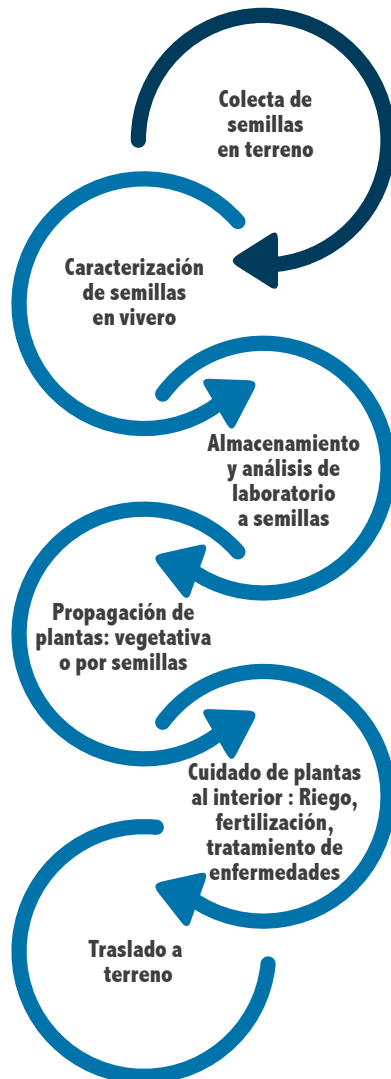 Colecta de
semillas
en terreno
Caracterización
de semillas
en vivero
Almacenamiento
y análisis de
laboratorio
a semillas
Propagación de
plantas: vegetativa
o por semillas
Cuidado de plantas
al interior : Riego,
fertilización,
tratamiento de
enfermedades
Traslado a
terreno